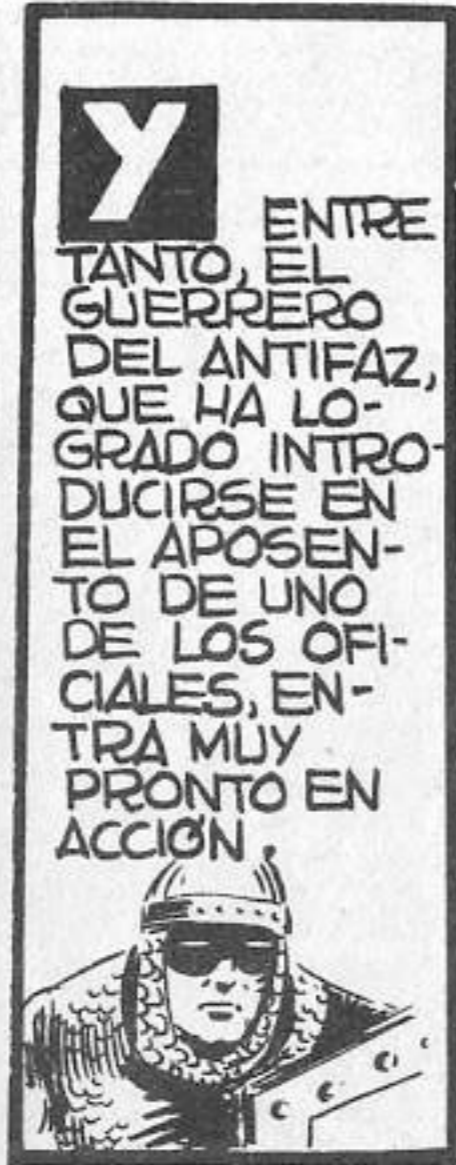 Y ENTRE
TANTO, EL
GUERRERO
DEL ANTIFAZ,
QUE HA LO-
GRADO INTRO-
DUCIRSE EN
EL APOSEN-
TO DE UNO
DE LOS OFI-
CIALES, EN-
TRA MUY
PRONTO EN
ACCIÓN.